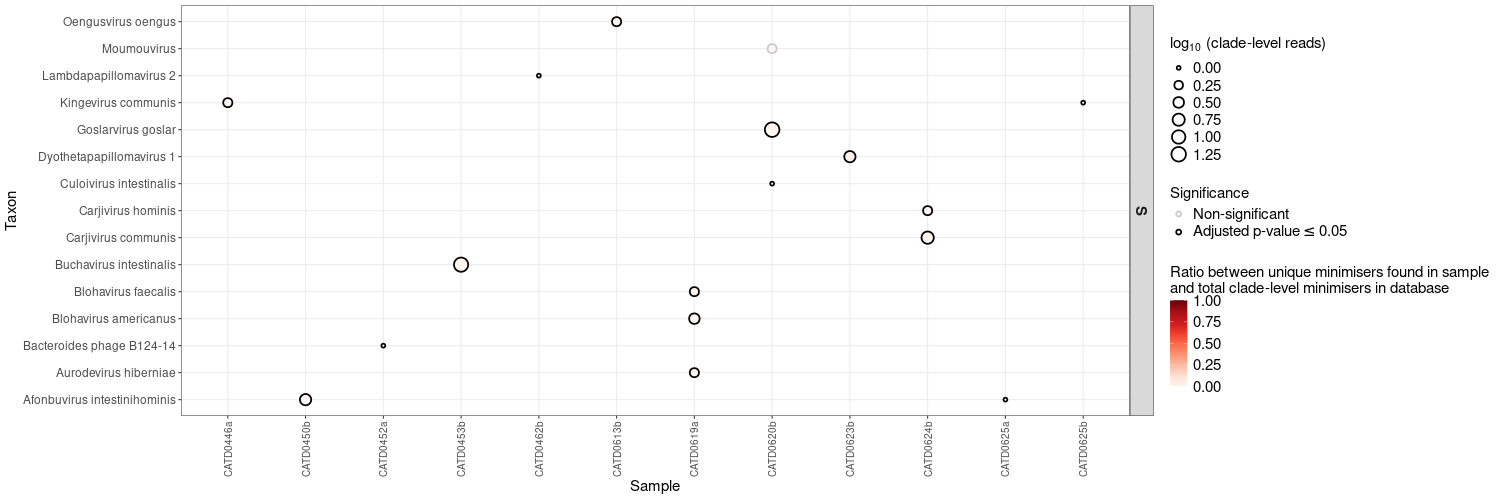 Oengusvirus oengus
Moumouvirus
Lambdapapillomavirus 2
Kingevirus communis
Goslarvirus goslar
Dyothetapapillomavirus 1
Culoivirus intestinalis
Carjivirus hominis
Carjivirus communis
Buchavirus intestinalis
Blohavirus faecalis
Blohavirus americanus
Bacteroides phage B124-14
Aurodevirus hiberniae
Afonbuvirus intestinihominis
Taxon
CATD0446a
CATD0450b
CATD0452a
CATD0453b
CATD0462b
CATD0613b
CATD0619a
CATD0620b
CATD0623b
CATD0624b
CATD0625a
CATD0625b
Sample
S
log₁₀ (clade-level reads)
0.00
0.25
0.50
0.75
1.00
1.25
Significance
Non-significant
Adjusted p-value ≤ 0.05
Ratio between unique minimisers found in sample
and total clade-level minimisers in database
1.00
0.75
0.50
0.25
0.00